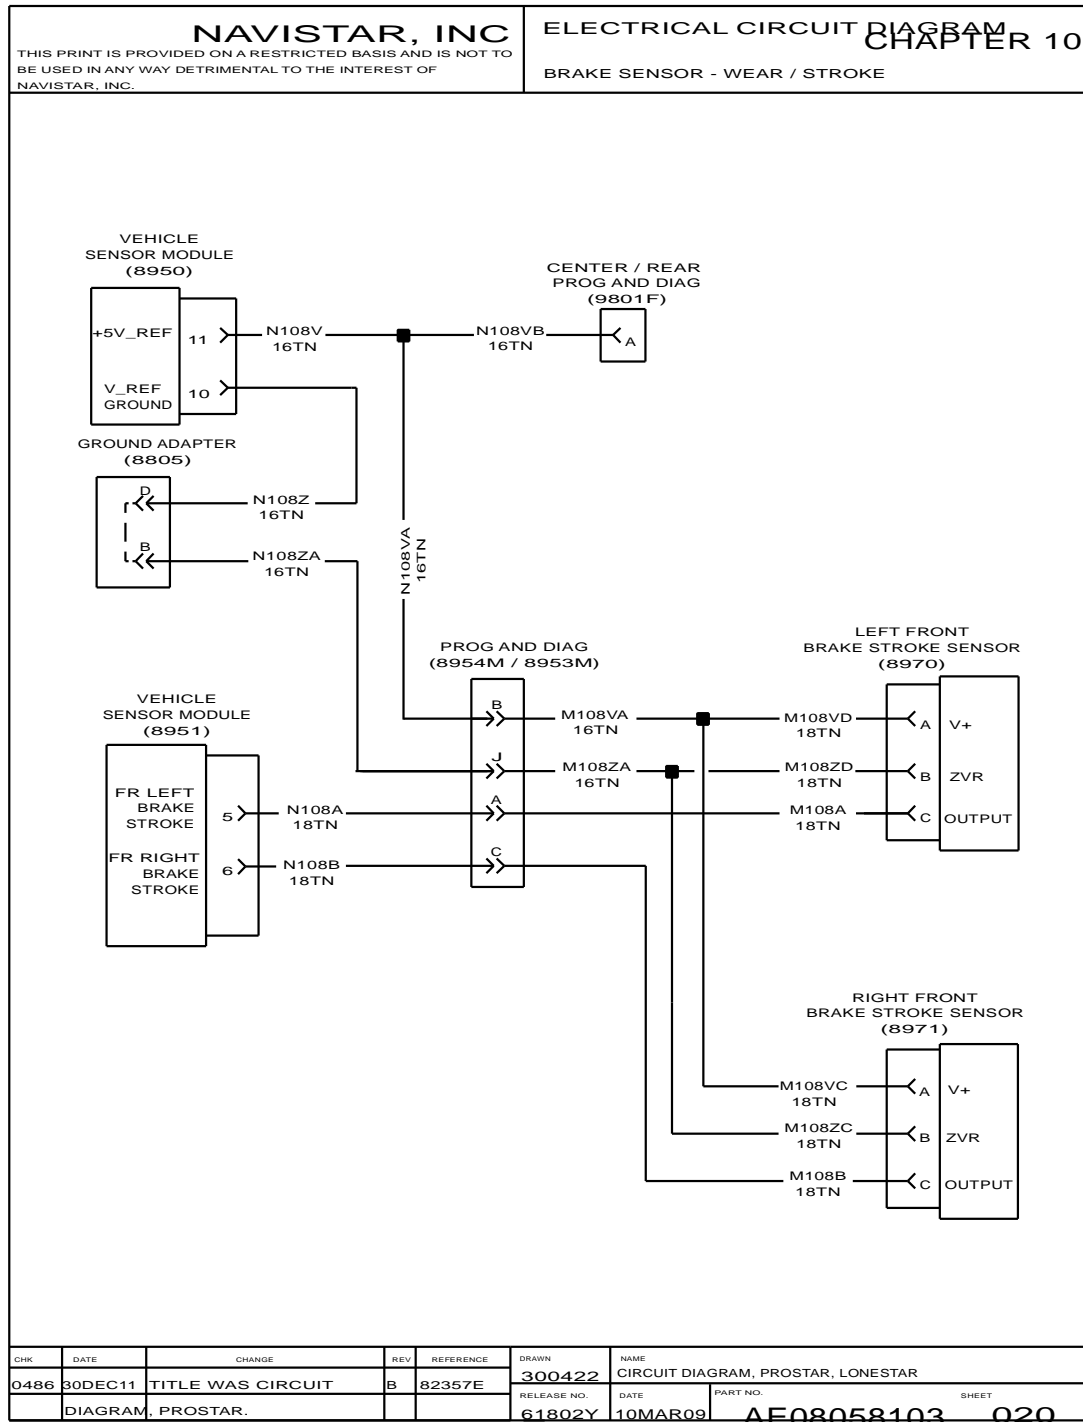 NAVISTAR, INC
THIS PRINT IS PROVIDED ON A RESTRICTED BASIS AND IS NOT TO
BE USED IN ANY WAY DETRIMENTAL TO THE INTEREST OF
NAVISTAR, INC.
ELECTRICAL CIRCUIT DIAGRAM
CHAPTER 10
BRAKE SENSOR - WEAR / STROKE
VEHICLE
SENSOR MODULE
(8950)
+5V_REF
11
N108V
16TN
N108VB
16TN
CENTER / REAR
PROG AND DIAG
(9801F)
A
V_REF
GROUND
10
GROUND ADAPTER
(8805)
D
N108Z
16TN
B
N108ZA
16TN
N108VA
16TN
PROG AND DIAG
(8954M / 8953M)
B
J
A
C
VEHICLE
SENSOR MODULE
(8951)
FR LEFT
BRAKE
STROKE
5
N108A
18TN
FR RIGHT
BRAKE
STROKE
6
N108B
18TN
M108VA
16TN
M108ZA
16TN
LEFT FRONT
BRAKE STROKE SENSOR
(8970)
M108VD
18TN
A
V+
M108ZD
18TN
B
ZVR
M108A
18TN
C
OUTPUT
RIGHT FRONT
BRAKE STROKE SENSOR
(8971)
M108VC
18TN
A
V+
M108ZC
18TN
B
ZVR
M108B
18TN
C
OUTPUT
CHK DATE CHANGE REV REFERENCE
0486 30DEC11 TITLE WAS CIRCUIT B 82357E
DIAGRAM, PROSTAR.
DRAWN
300422
NAME
CIRCUIT DIAGRAM, PROSTAR, LONESTAR
RELEASE NO.
61802Y
DATE
10MAR09
PART NO.
AE08058103
SHEET
020